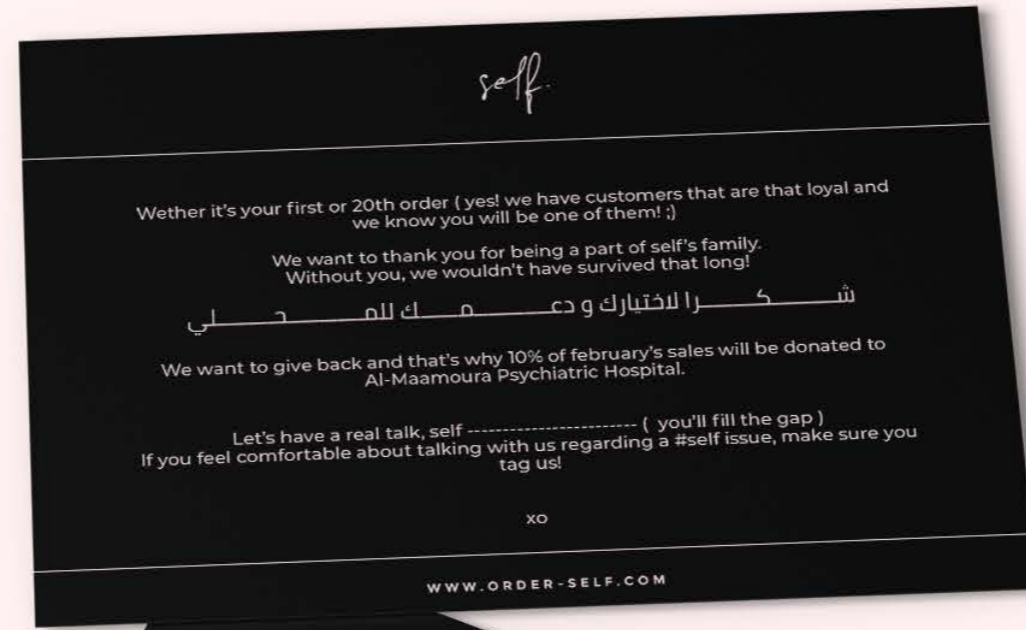 self.
Wether it's your first or 20th order ( yes! we have customers that are that loyal and
we know you will be one of them! ;)
We want to thank you for being a part of self's family.
Without you, we wouldn't have survived that long!
شـــــكـــــرا لاختيارك و دعـــــمـــــك للمـــــحـــــلي
We want to give back and that's why 10% of february's sales will be donated to
Al-Maamoura Psychiatric Hospital.
Let's have a real talk, self ------------------------ ( you'll fill the gap )
If you feel comfortable about talking with us regarding a #self issue, make sure you
tag us!
xo
WWW.ORDER-SELF.COM